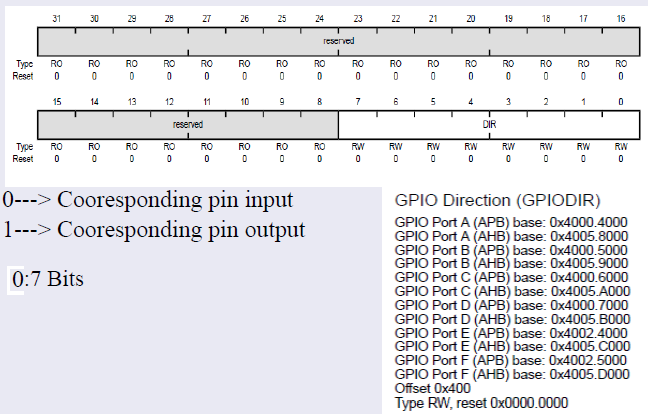 31 30 29 28 27 26 25 24 23 22 21 20 19 18 17 16
reserved
Type RO RO RO RO RO RO RO RO RO RO RO RO RO RO RO RO
Reset 0 0 0 0 0 0 0 0 0 0 0 0 0 0 0 0
15 14 13 12 11 10 9 8 7 6 5 4 3 2 1 0
reserved DIR
Type RO RO RO RO RO RO RO RO RW RW RW RW RW RW RW RW
Reset 0 0 0 0 0 0 0 0 0 0 0 0 0 0 0 0
0---> Cooresponding pin input
1---> Cooresponding pin output
0:7 Bits
GPIO Direction (GPIODIR)
GPIO Port A (APB) base: 0x4000.4000
GPIO Port A (AHB) base: 0x4005.8000
GPIO Port B (APB) base: 0x4000.5000
GPIO Port B (AHB) base: 0x4005.9000
GPIO Port C (APB) base: 0x4000.6000
GPIO Port C (AHB) base: 0x4005.A000
GPIO Port D (APB) base: 0x4000.7000
GPIO Port D (AHB) base: 0x4005.B000
GPIO Port E (APB) base: 0x4002.4000
GPIO Port E (AHB) base: 0x4005.C000
GPIO Port F (APB) base: 0x4002.5000
GPIO Port F (AHB) base: 0x4005.D000
Offset 0x400
Type RW, reset 0x0000.0000